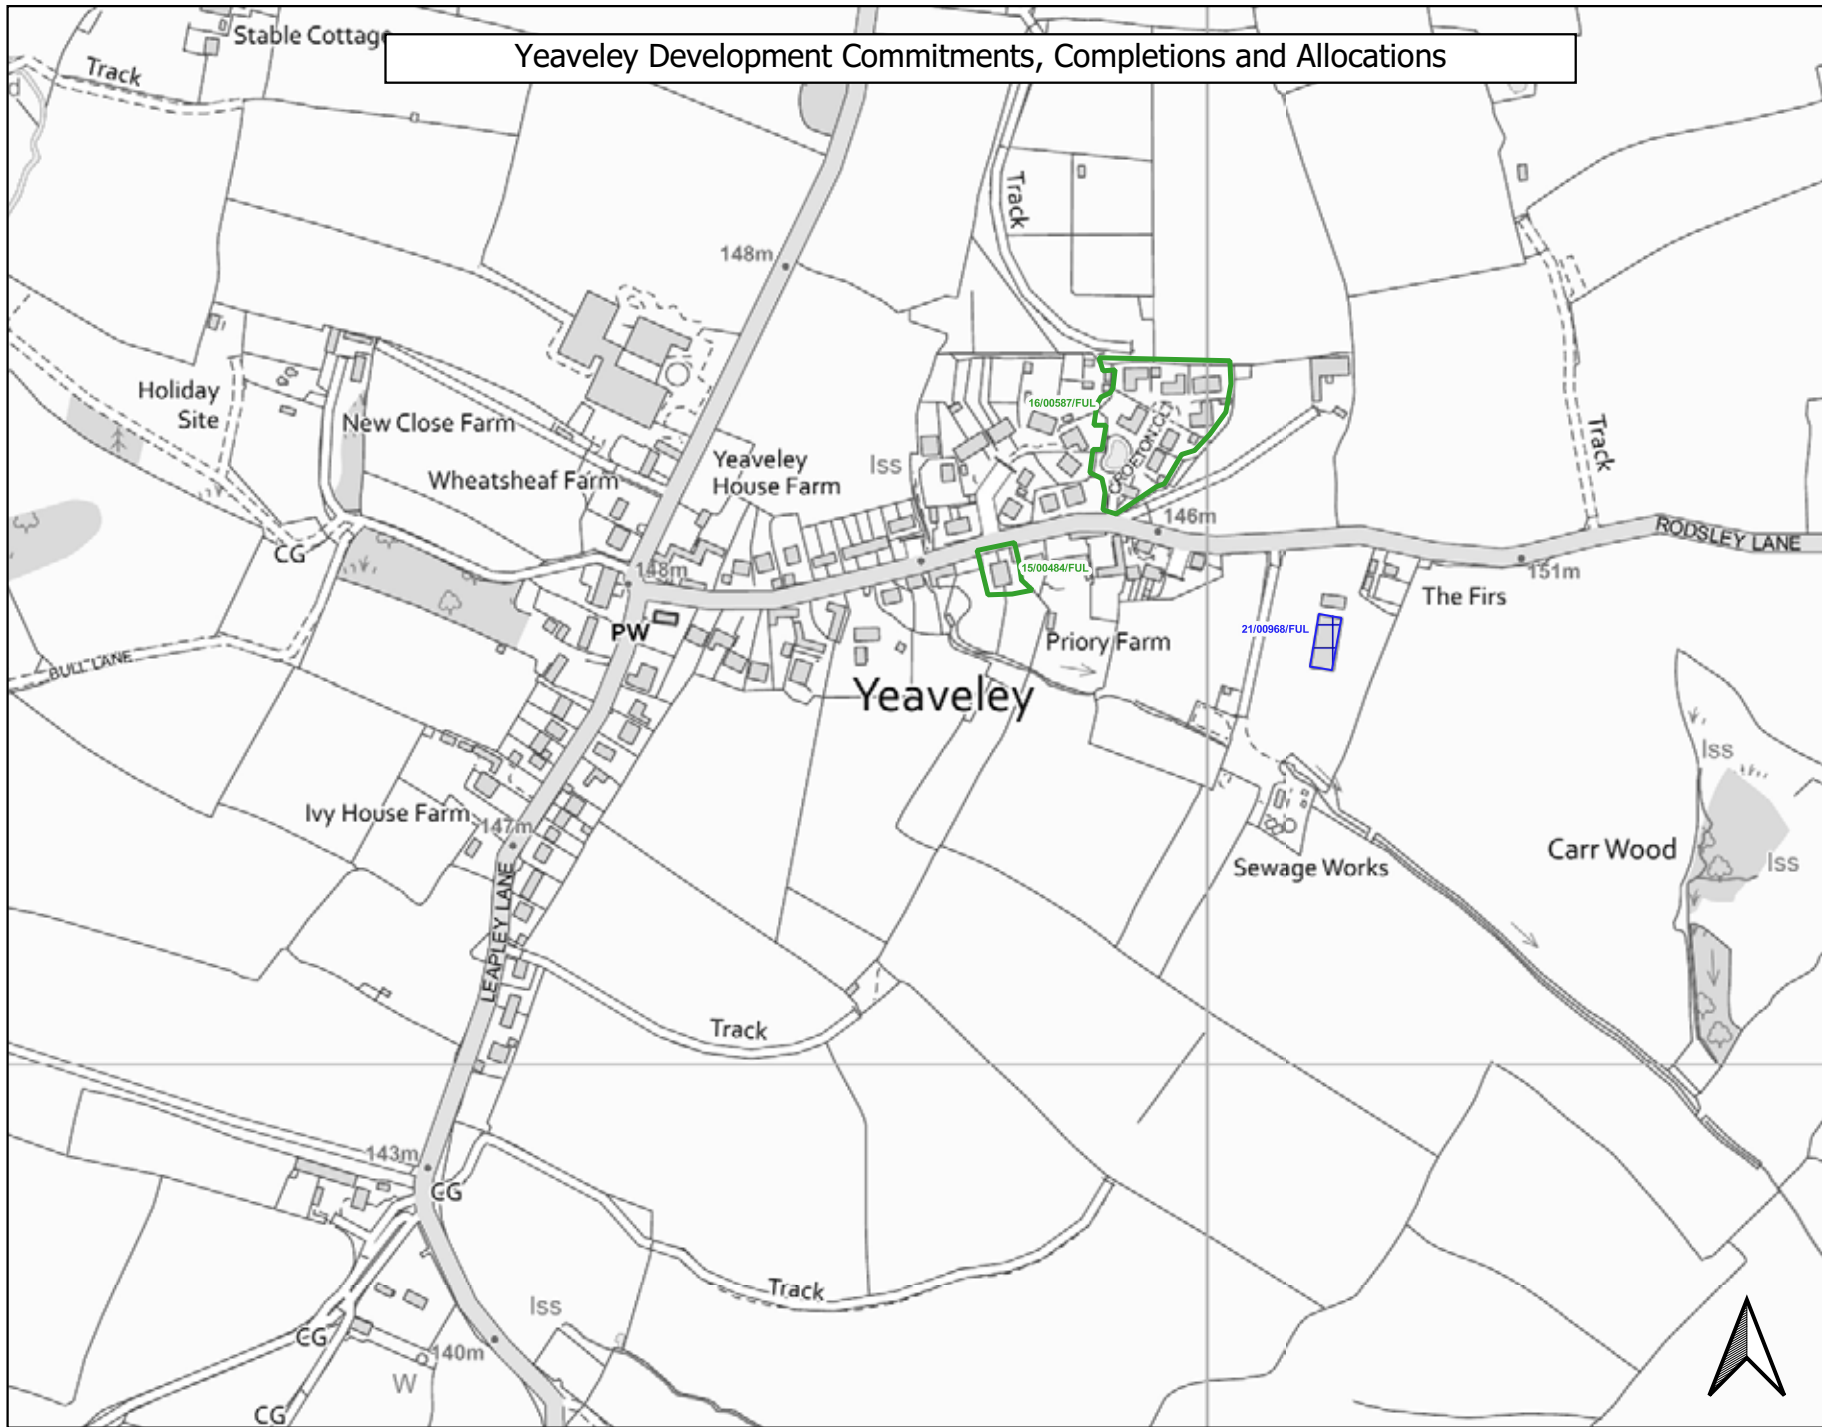 Yeaveley Development Commitments, Completions and Allocations
Stable Cottage
Track
Track
148m
Holiday
Site
New Close Farm
Wheatsheaf Farm
Yeaveley
House Farm
Iss
16/00587/FUL
CROFTON CT
146m
Track
RODSLEY LANE
CG
148m
15/00484/FUL
151m
The Firs
PW
Priory Farm
21/00968/FUL
BULL LANE
Yeaveley
Iss
Ivy House Farm
147m
Carr Wood
Iss
Sewage Works
LEAPLEY LANE
Track
143m
CG
Track
Iss
CG
140m
W
CG